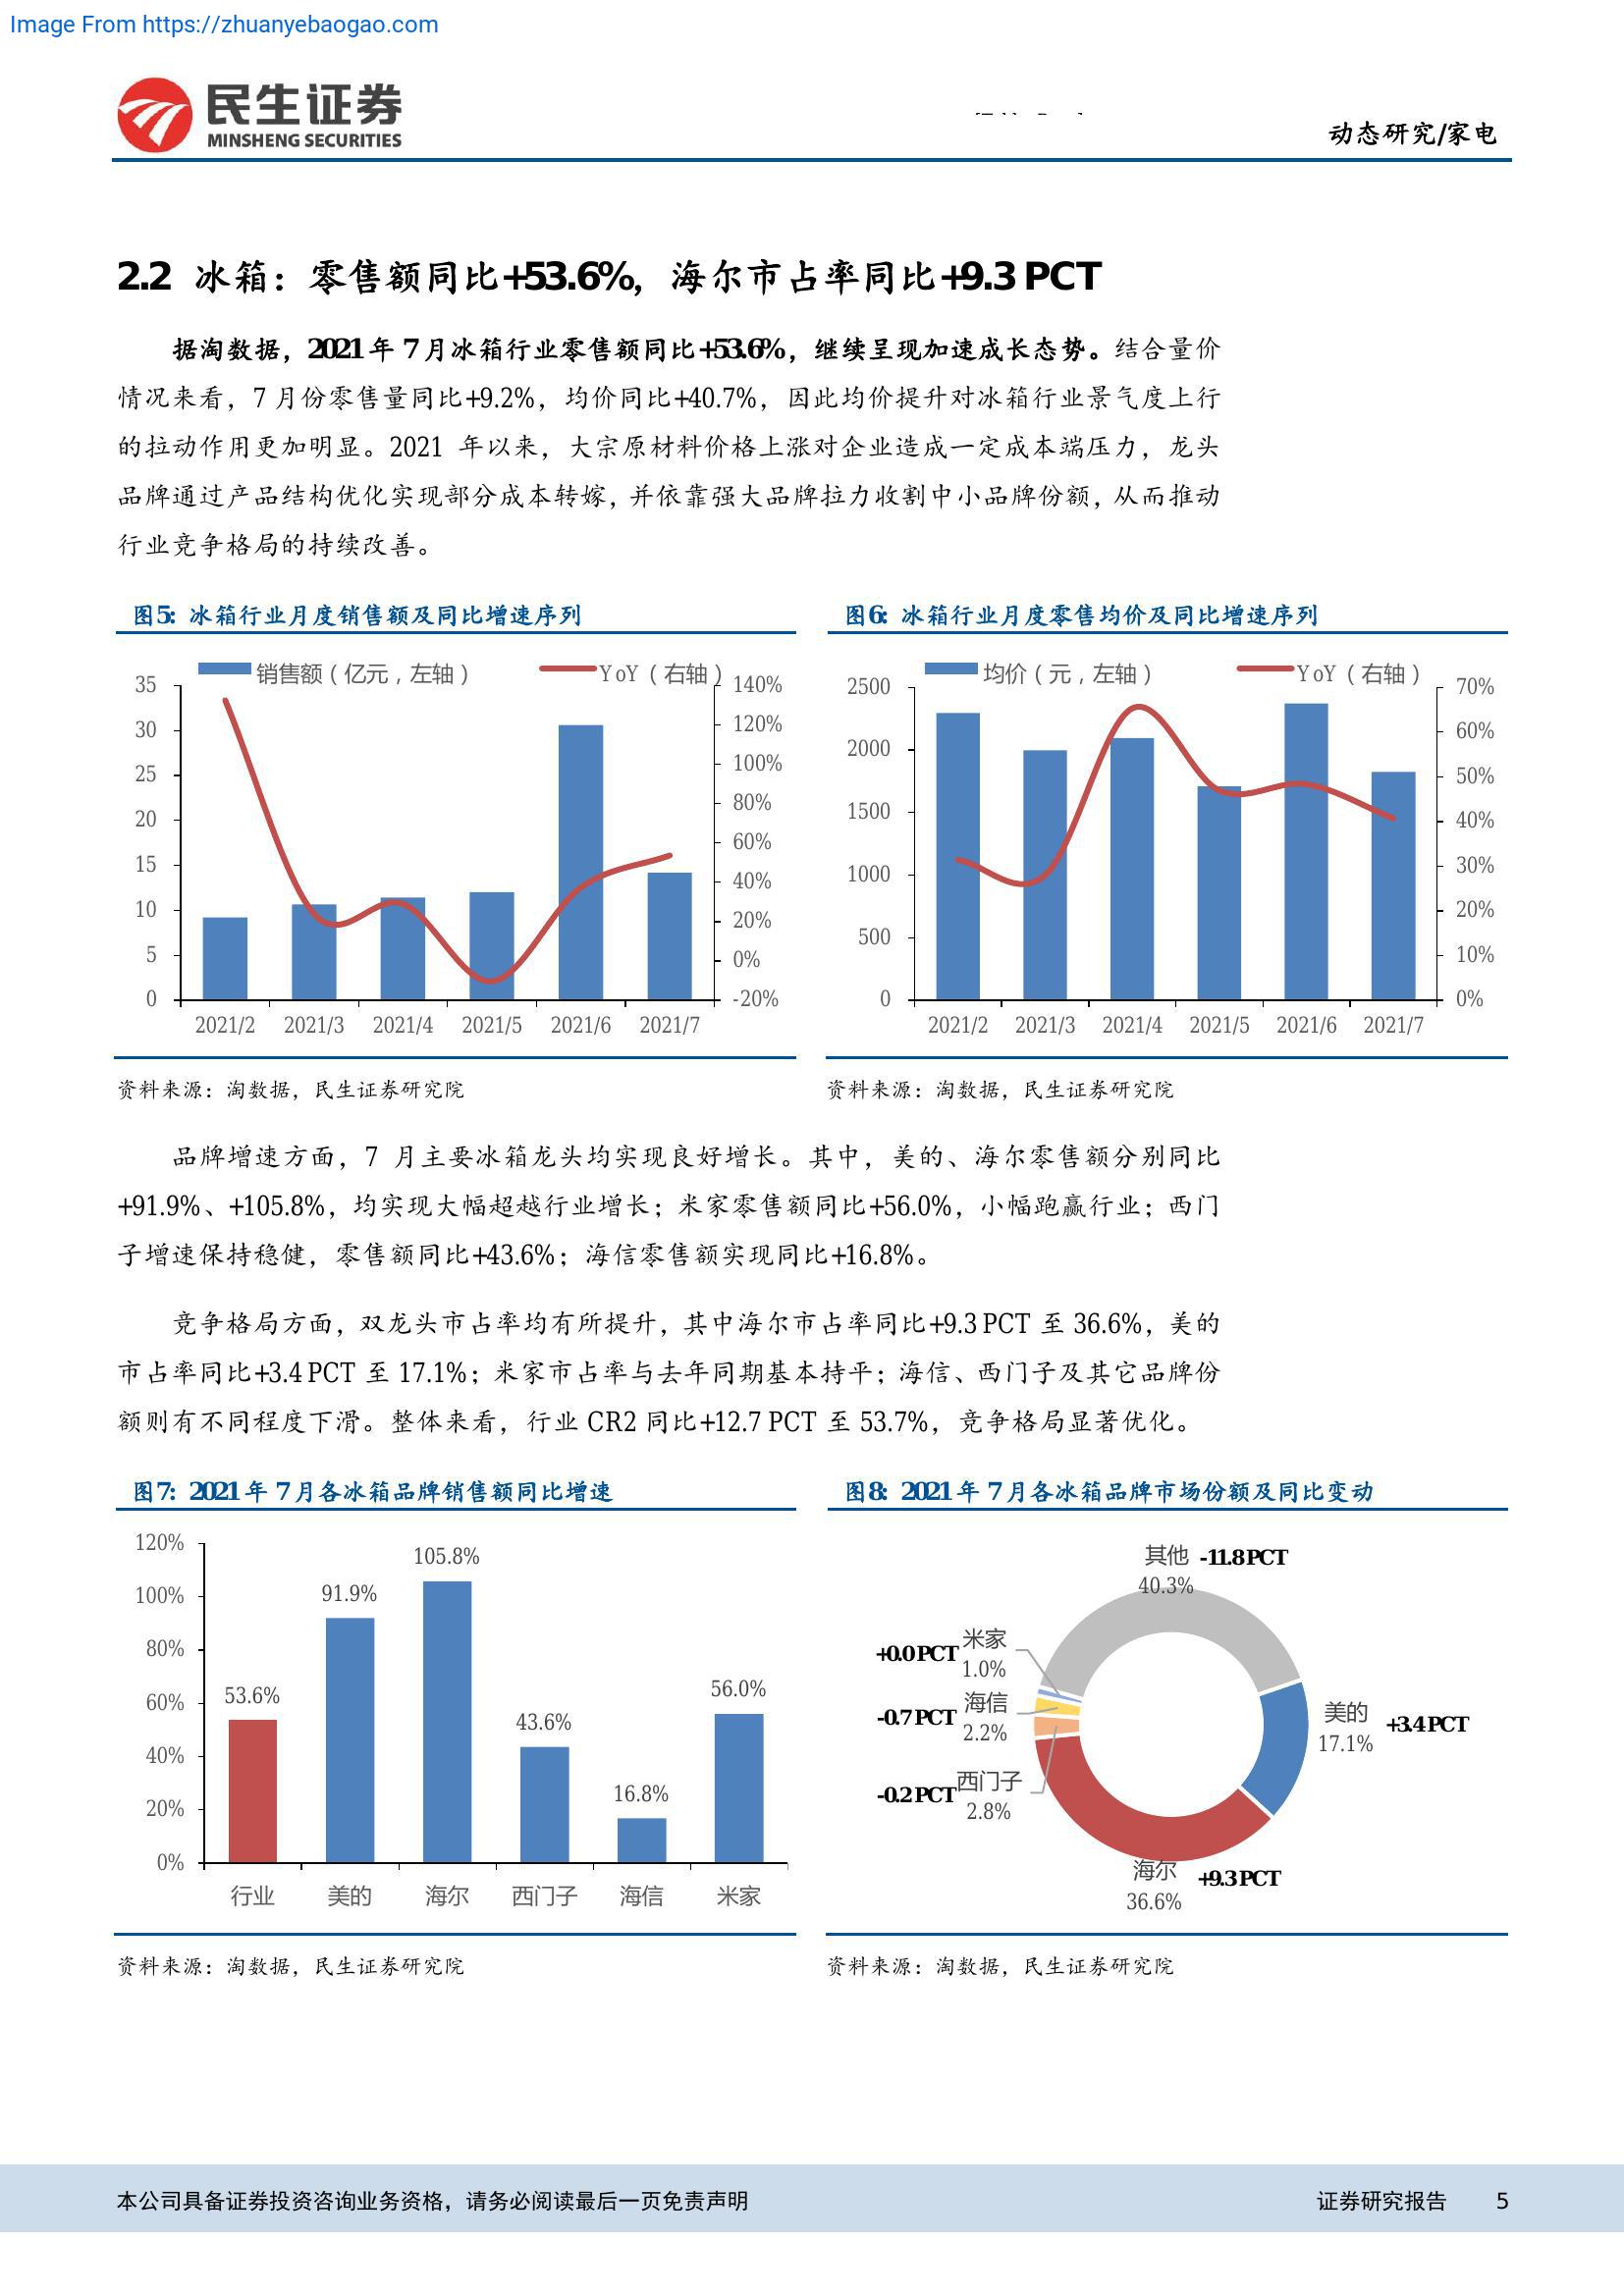 Image From https://zhuanyebaogao.com
民生证券
MINSHENG SECURITIES
动态研究/家电
2.2 冰箱：零售额同比+53.6%，海尔市占率同比+9.3 PCT
据淘数据，2021 年 7 月冰箱行业零售额同比+53.6%，继续呈现加速成长态势。结合量价
情况来看，7 月份零售量同比+9.2%，均价同比+40.7%，因此均价提升对冰箱行业景气度上行
的拉动作用更加明显。2021 年以来，大宗原材料价格上涨对企业造成一定成本端压力，龙头
品牌通过产品结构优化实现部分成本转嫁，并依靠强大品牌拉力收割中小品牌份额，从而推动
行业竞争格局的持续改善。
图5：冰箱行业月度销售额及同比增速序列
销售额（亿元，左轴）
YoY（右轴）
35
30
25
20
15
10
5
0
140%
120%
100%
80%
60%
40%
20%
0%
-20%
2021/2 2021/3 2021/4 2021/5 2021/6 2021/7
资料来源：淘数据，民生证券研究院
图6：冰箱行业月度零售均价及同比增速序列
均价（元，左轴）
YoY（右轴）
2500
2000
1500
1000
500
0
70%
60%
50%
40%
30%
20%
10%
0%
2021/2 2021/3 2021/4 2021/5 2021/6 2021/7
资料来源：淘数据，民生证券研究院
品牌增速方面，7 月主要冰箱龙头均实现良好增长。其中，美的、海尔零售额分别同比
+91.9%、+105.8%，均实现大幅超越行业增长；米家零售额同比+56.0%，小幅跑赢行业；西门
子增速保持稳健，零售额同比+43.6%；海信零售额实现同比+16.8%。
竞争格局方面，双龙头市占率均有所提升，其中海尔市占率同比+9.3 PCT 至 36.6%，美的
市占率同比+3.4 PCT 至 17.1%；米家市占率与去年同期基本持平；海信、西门子及其它品牌份
额则有不同程度下滑。整体来看，行业 CR2 同比+12.7 PCT 至 53.7%，竞争格局显著优化。
图7：2021 年 7 月各冰箱品牌销售额同比增速
120%
100%
80%
60%
40%
20%
0%
53.6%
91.9%
105.8%
43.6%
16.8%
56.0%
行业 美的 海尔 西门子 海信 米家
资料来源：淘数据，民生证券研究院
图8：2021 年 7 月各冰箱品牌市场份额及同比变动
其他 -11.8 PCT
40.3%
+0.0 PCT 米家
1.0%
-0.7 PCT 海信
2.2%
-0.2 PCT 西门子
2.8%
美的 +3.4 PCT
17.1%
海尔 +9.3 PCT
36.6%
资料来源：淘数据，民生证券研究院
本公司具备证券投资咨询业务资格，请务必阅读最后一页免责声明
证券研究报告 5